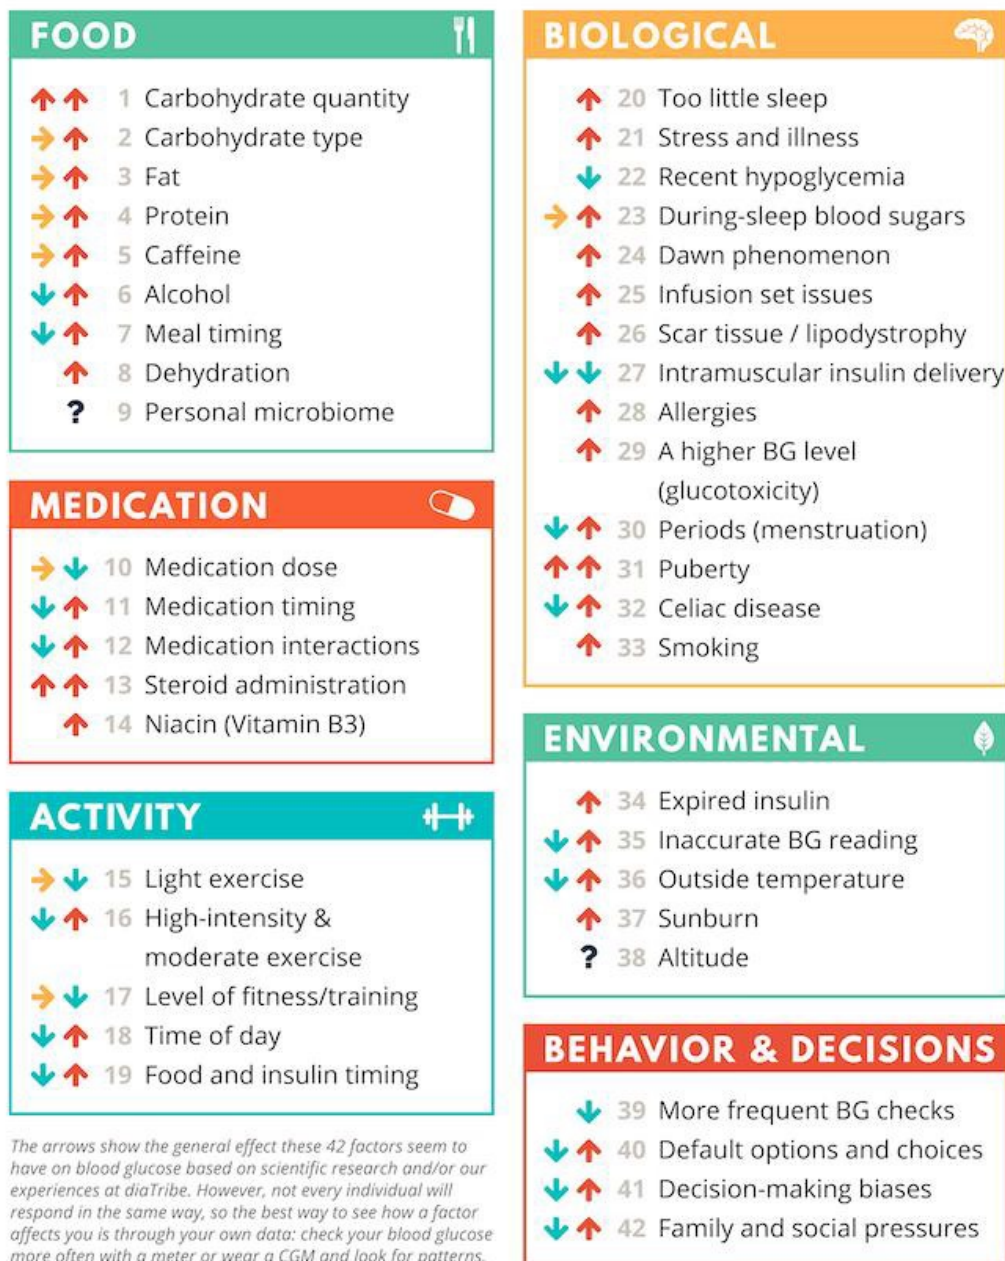 FOOD
1 Carbohydrate quantity
2 Carbohydrate type
3 Fat
4 Protein
5 Caffeine
6 Alcohol
7 Meal timing
8 Dehydration
? 9 Personal microbiome
MEDICATION
10 Medication dose
11 Medication timing
12 Medication interactions
13 Steroid administration
14 Niacin (Vitamin B3)
ACTIVITY
15 Light exercise
16 High-intensity &
moderate exercise
17 Level of fitness/training
18 Time of day
19 Food and insulin timing
The arrows show the general effect these 42 factors seem to
have on blood glucose based on scientific research and/or our
experiences at diaTribe. However, not every individual will
respond in the same way, so the best way to see how a factor
affects you is through your own data: check your blood glucose
more often with a meter or wear a CGM and look for patterns.
BIOLOGICAL
20 Too little sleep
21 Stress and illness
22 Recent hypoglycemia
23 During-sleep blood sugars
24 Dawn phenomenon
25 Infusion set issues
26 Scar tissue / lipodystrophy
27 Intramuscular insulin delivery
28 Allergies
29 A higher BG level
(glucotoxicity)
30 Periods (menstruation)
31 Puberty
32 Celiac disease
33 Smoking
ENVIRONMENTAL
34 Expired insulin
35 Inaccurate BG reading
36 Outside temperature
37 Sunburn
? 38 Altitude
BEHAVIOR & DECISIONS
39 More frequent BG checks
40 Default options and choices
41 Decision-making biases
42 Family and social pressures